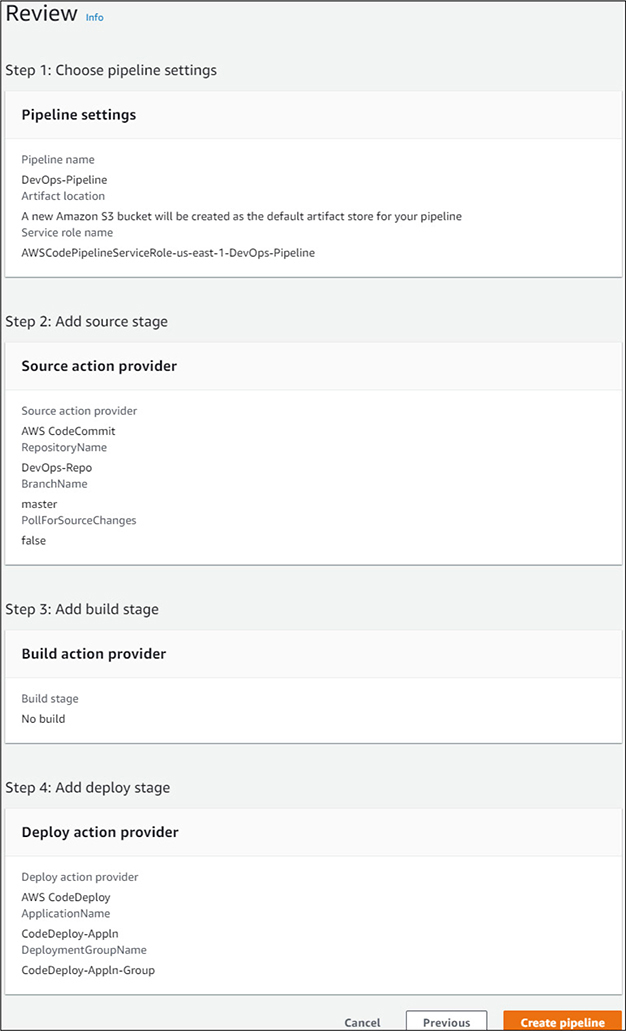 Review Info
Step 1: Choose pipeline settings
Pipeline settings
Pipeline name
DevOps-Pipeline
Artifact location
A new Amazon S3 bucket will be created as the default artifact store for your pipeline
Service role name
AWSCodePipelineServiceRole-us-east-1-DevOps-Pipeline
Step 2: Add source stage
Source action provider
Source action provider
AWS CodeCommit
RepositoryName
DevOps-Repo
BranchName
master
PollForSourceChanges
false
Step 3: Add build stage
Build action provider
Build stage
No build
Step 4: Add deploy stage
Deploy action provider
Deploy action provider
AWS CodeDeploy
ApplicationName
CodeDeploy-Appln
DeploymentGroupName
CodeDeploy-Appln-Group
Cancel Previous Create pipeline